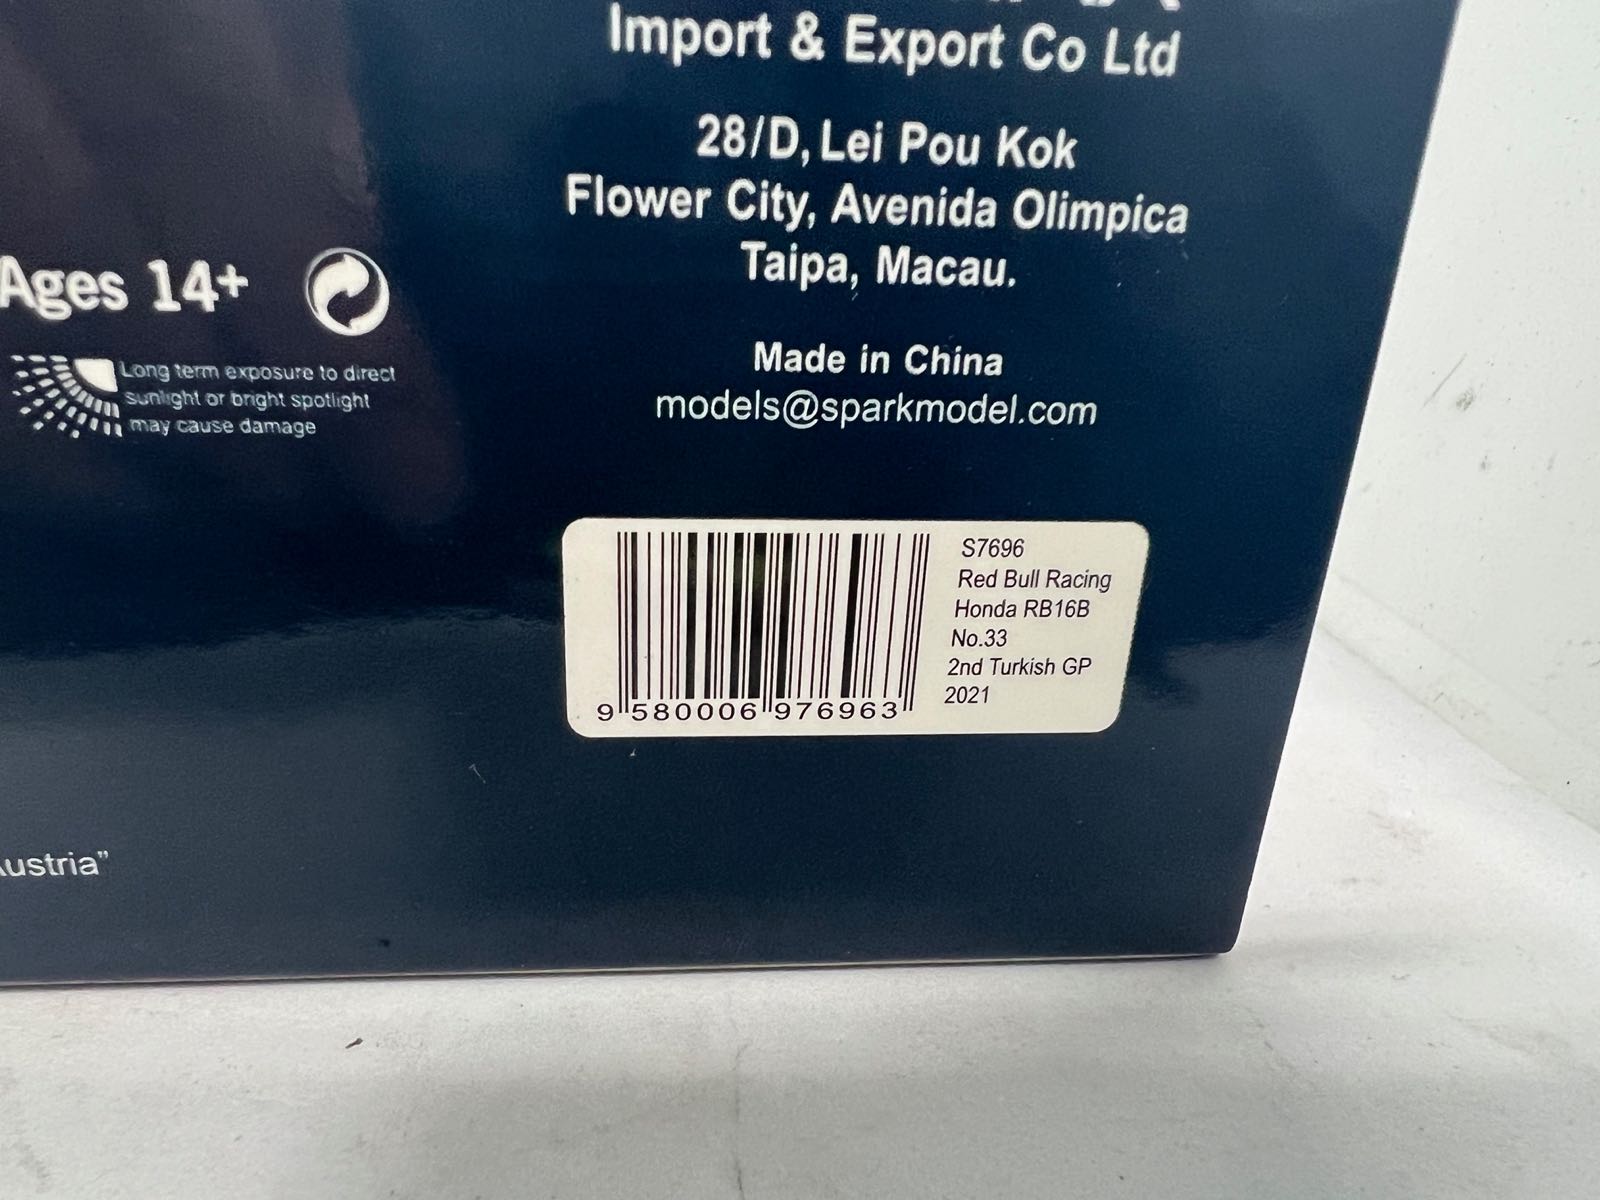 Import & Export Co Ltd
28/D, Lei Pou Kok
Flower City, Avenida Olimpica
Taipa, Macau.
Ages 14+
Long term exposure to direct
sunlight or bright spotlight
may cause damage
Made in China
models@sparkmodel.com
S7696
Red Bull Racing
Honda RB16B
No.33
2nd Turkish GP
2021
9 580006 976963